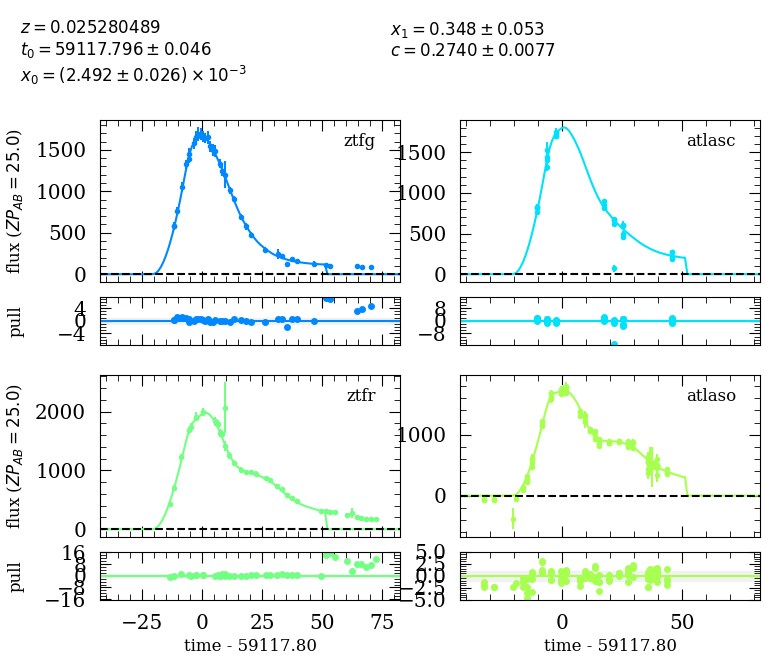 z = 0.025280489
t₀ = 59117.796 ± 0.046
x₀ = (2.492 ± 0.026) × 10⁻³
x₁ = 0.348 ± 0.053
c = 0.2740 ± 0.0077
flux (ZP_AB = 25.0)
1500
1000
500
0
ztfg
1500
1000
500
0
atlasc
pull
4
0
−4
8
0
−8
flux (ZP_AB = 25.0)
2000
1000
0
ztfr
1000
0
atlaso
pull
16
8
0
−8
−16
5.0
2.5
0.0
−2.5
−5.0
−25 0 25 50 75
0 50
time - 59117.80
time - 59117.80